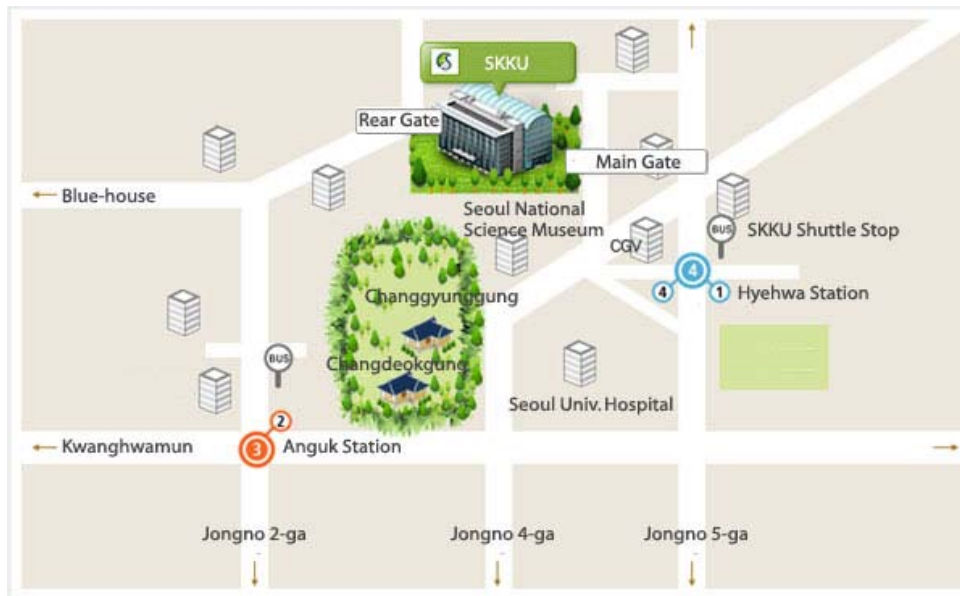 SKKU
Rear Gate
Main Gate
Blue-house
Seoul National
Science Museum
CGV
BUS
SKKU Shuttle Stop
4
4
1
Hyehwa Station
Changgyunggung
BUS
Changdeokgung
Seoul Univ. Hospital
2
Kwanghwamun
3
Anguk Station
Jongno 2-ga
Jongno 4-ga
Jongno 5-ga